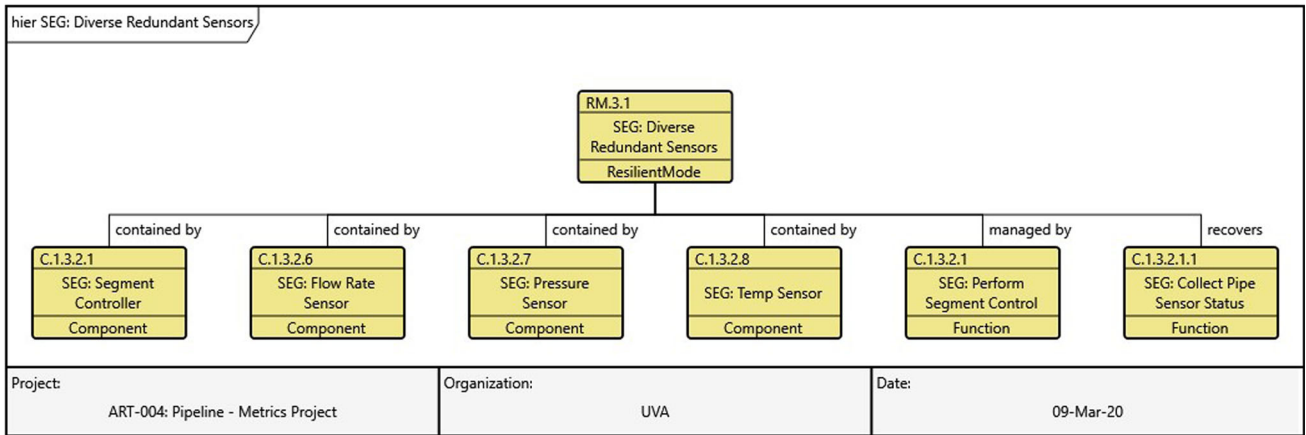 hier SEG: Diverse Redundant Sensors
RM.3.1
SEG: Diverse
Redundant Sensors
ResilientMode
contained by
contained by
contained by
contained by
managed by
recovers
C.1.3.2.1
SEG: Segment
Controller
Component
C.1.3.2.6
SEG: Flow Rate
Sensor
Component
C.1.3.2.7
SEG: Pressure
Sensor
Component
C.1.3.2.8
SEG: Temp Sensor
Component
C.1.3.2.1
SEG: Perform
Segment Control
Function
C.1.3.2.1.1
SEG: Collect Pipe
Sensor Status
Function
Project:
ART-004: Pipeline - Metrics Project
Organization:
UVA
Date:
09-Mar-20